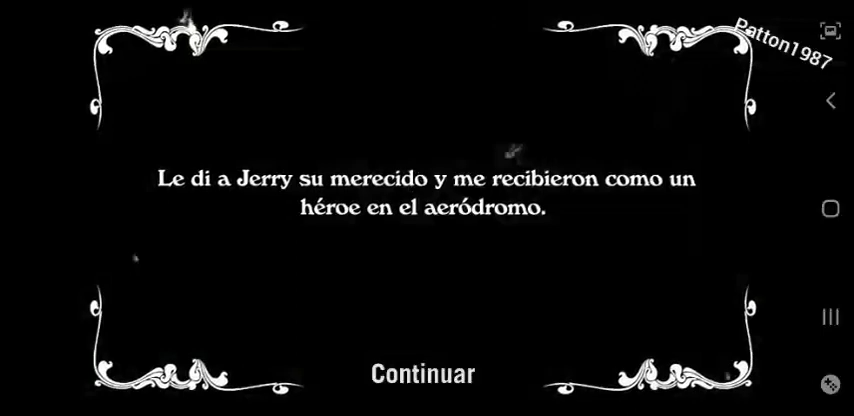 Patton1987
Le di a Jerry su merecido y me recibieron como un
héroe en el aeródromo.
Continuar